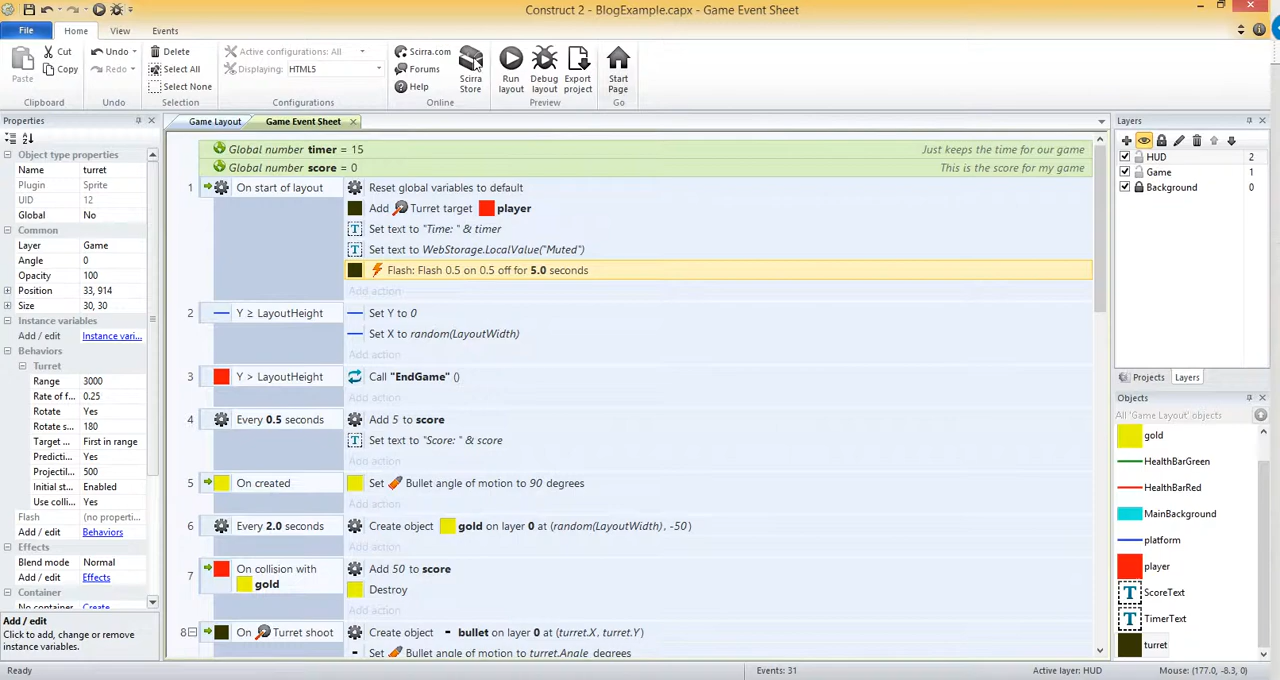 Construct 2 - BlogExample.capx - Game Event Sheet
File Home View Events
Paste
Cut
Copy
Clipboard
Undo
Redo
Undo
Delete
Select All
Select None
Selection
Active configurations: All
Displaying: HTML5
Configurations
Scirra.com
Forums
Help
Scirra Store
Online
Run layout
Debug layout
Export project
Preview
Start Page
Go
Properties
Game Layout
Game Event Sheet
Object type properties
Name turret
Plugin Sprite
UID 12
Global No
Common
Layer Game
Angle 0
Opacity 100
Position 33, 914
Size 30, 30
Instance variables
Add / edit Instance vari...
Behaviors
Turret
Range 3000
Rate of f... 0.25
Rotate Yes
Rotate s... 180
Target ... First in range
Predicti... Yes
Projectil... 500
Initial st... Enabled
Use colli... Yes
Flash (no properti...
Add / edit Behaviors
Effects
Blend mode Normal
Add / edit Effects
Container
No container Create
Add / edit
Click to add, change or remove instance variables.
Global number timer = 15 Just keeps the time for our game
Global number score = 0 This is the score for my game
1 On start of layout Reset global variables to default
Add Turret target player
Set text to "Time: " & timer
Set text to WebStorage.LocalValue("Muted")
Flash: Flash 0.5 on 0.5 off for 5.0 seconds
Add action
2 Y ≥ LayoutHeight Set Y to 0
Set X to random(LayoutWidth)
Add action
3 Y > LayoutHeight Call "EndGame" ()
Add action
4 Every 0.5 seconds Add 5 to score
Set text to "Score: " & score
Add action
5 On created Set Bullet angle of motion to 90 degrees
Add action
6 Every 2.0 seconds Create object gold on layer 0 at (random(LayoutWidth), -50)
Add action
7 On collision with gold Add 50 to score
Destroy
Add action
8 On Turret shoot Create object bullet on layer 0 at (turret.X, turret.Y)
Set Bullet angle of motion to turret.Angle degrees
Layers
HUD 2
Game 1
Background 0
Projects Layers
Objects
All 'Game Layout' objects
gold
HealthBarGreen
HealthBarRed
MainBackground
platform
player
T ScoreText
T TimerText
turret
Ready
Events: 31
Active layer: HUD
Mouse: (177.0, -8.3, 0)